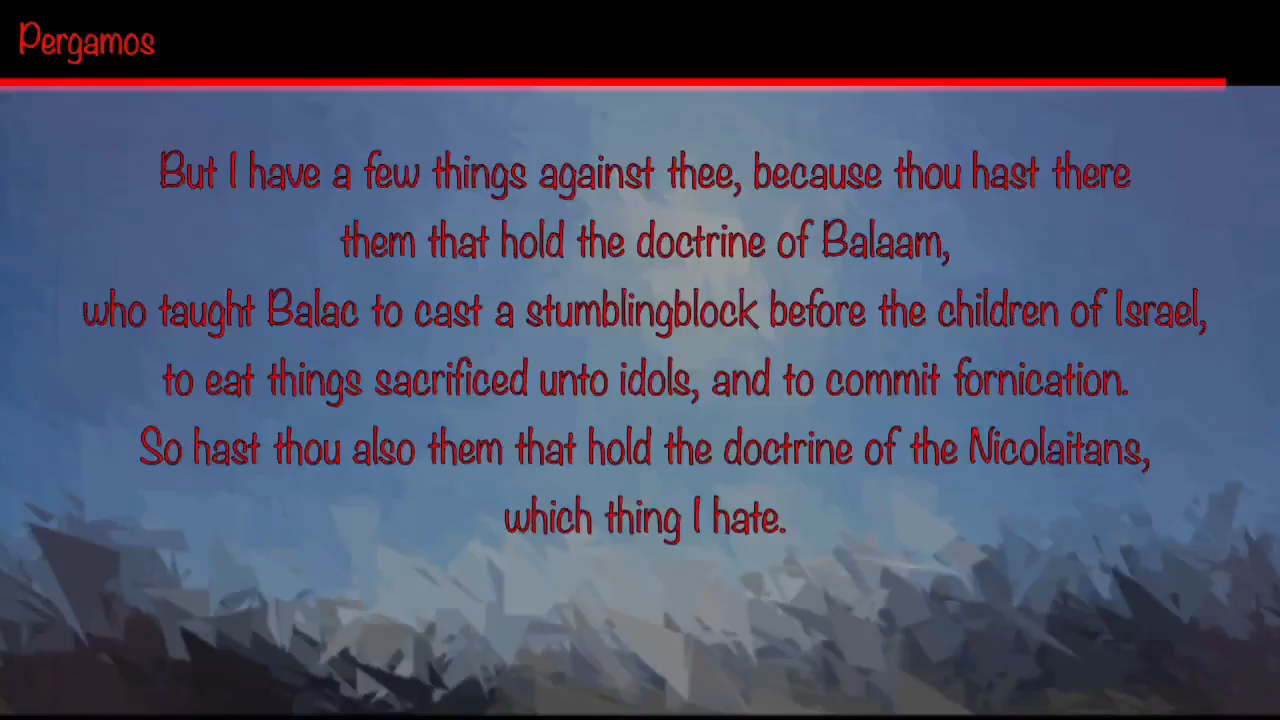 Pergamos
But I have a few things against thee, because thou hast there
them that hold the doctrine of Balaam,
who taught Balac to cast a stumblingblock before the children of Israel,
to eat things sacrificed unto idols, and to commit fornication.
So hast thou also them that hold the doctrine of the Nicolaitans,
which thing I hate.